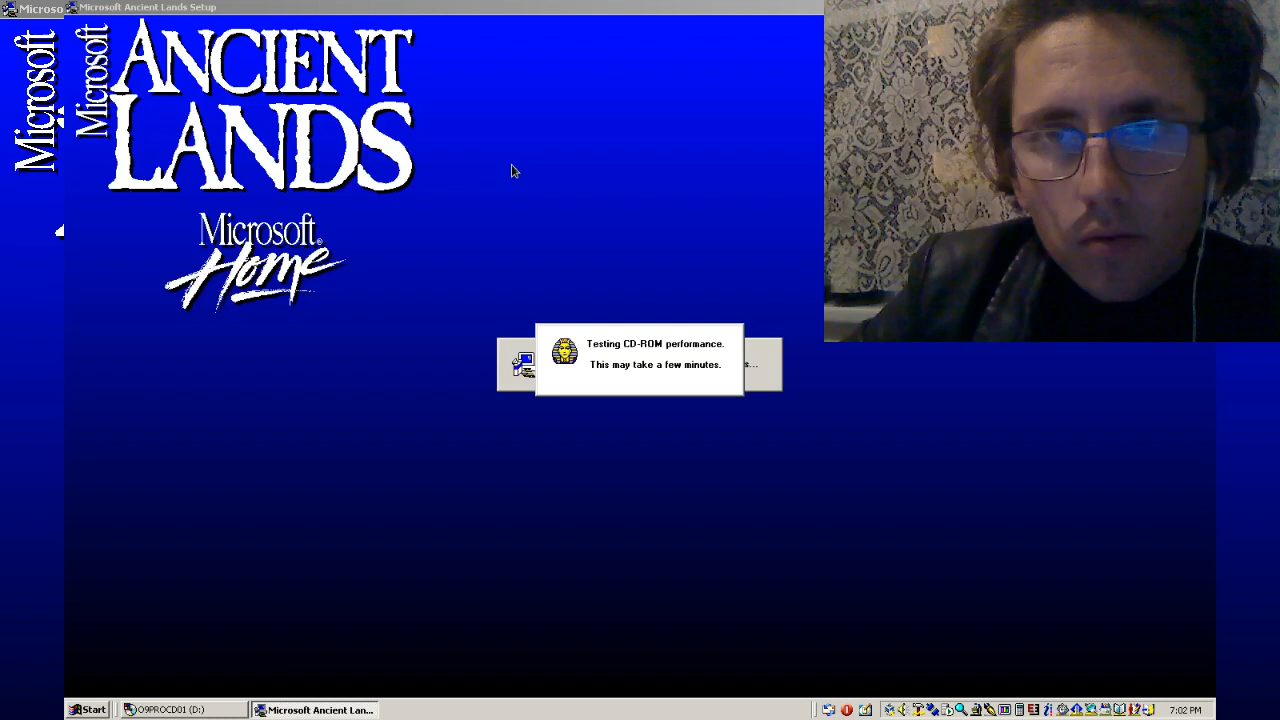 Microso
Microsoft Ancient Lands Setup
Microsoft
Microsoft
ANCIENT
LANDS
Microsoft®
Home
Testing CD-ROM performance.
This may take a few minutes.
s...
Start
O9PROCD01 (D:)
Microsoft Ancient Lan...
7:02 PM